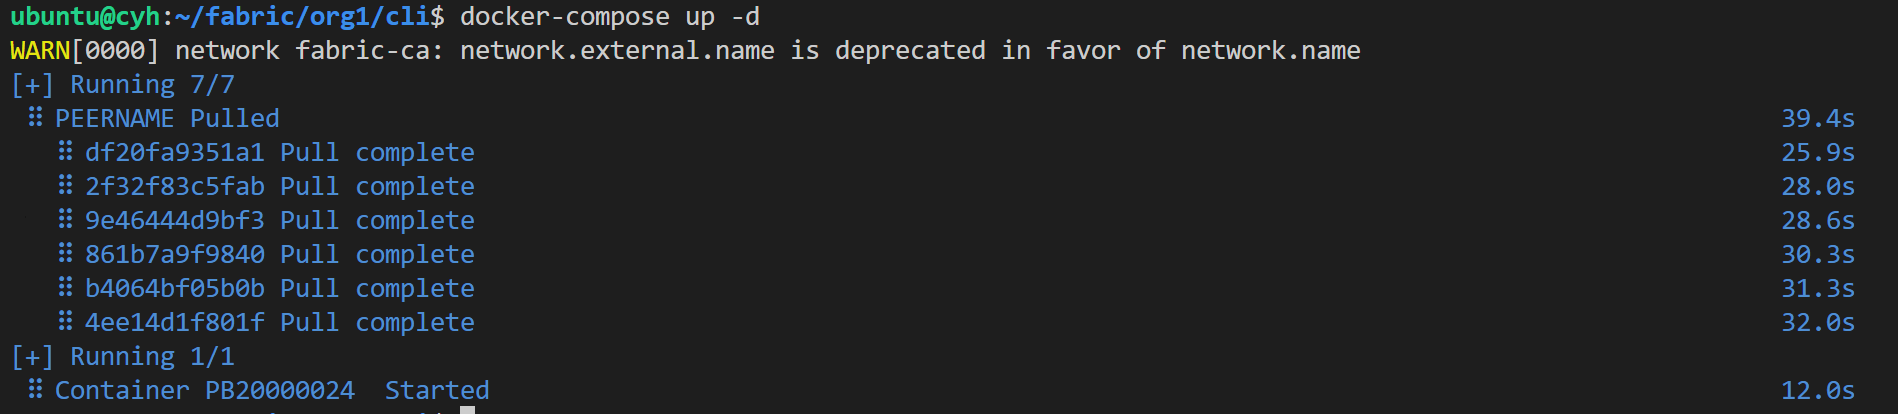 ubuntu@cyh:~/fabric/org1/cli$ docker-compose up -d
WARN[0000] network fabric-ca: network.external.name is deprecated in favor of network.name
[+] Running 7/7
⠿ PEERNAME Pulled 39.4s
⠿ df20fa9351a1 Pull complete 25.9s
⠿ 2f32f83c5fab Pull complete 28.0s
⠿ 9e46444d9bf3 Pull complete 28.6s
⠿ 861b7a9f9840 Pull complete 30.3s
⠿ b4064bf05b0b Pull complete 31.3s
⠿ 4ee14d1f801f Pull complete 32.0s
[+] Running 1/1
⠿ Container PB20000024 Started 12.0s